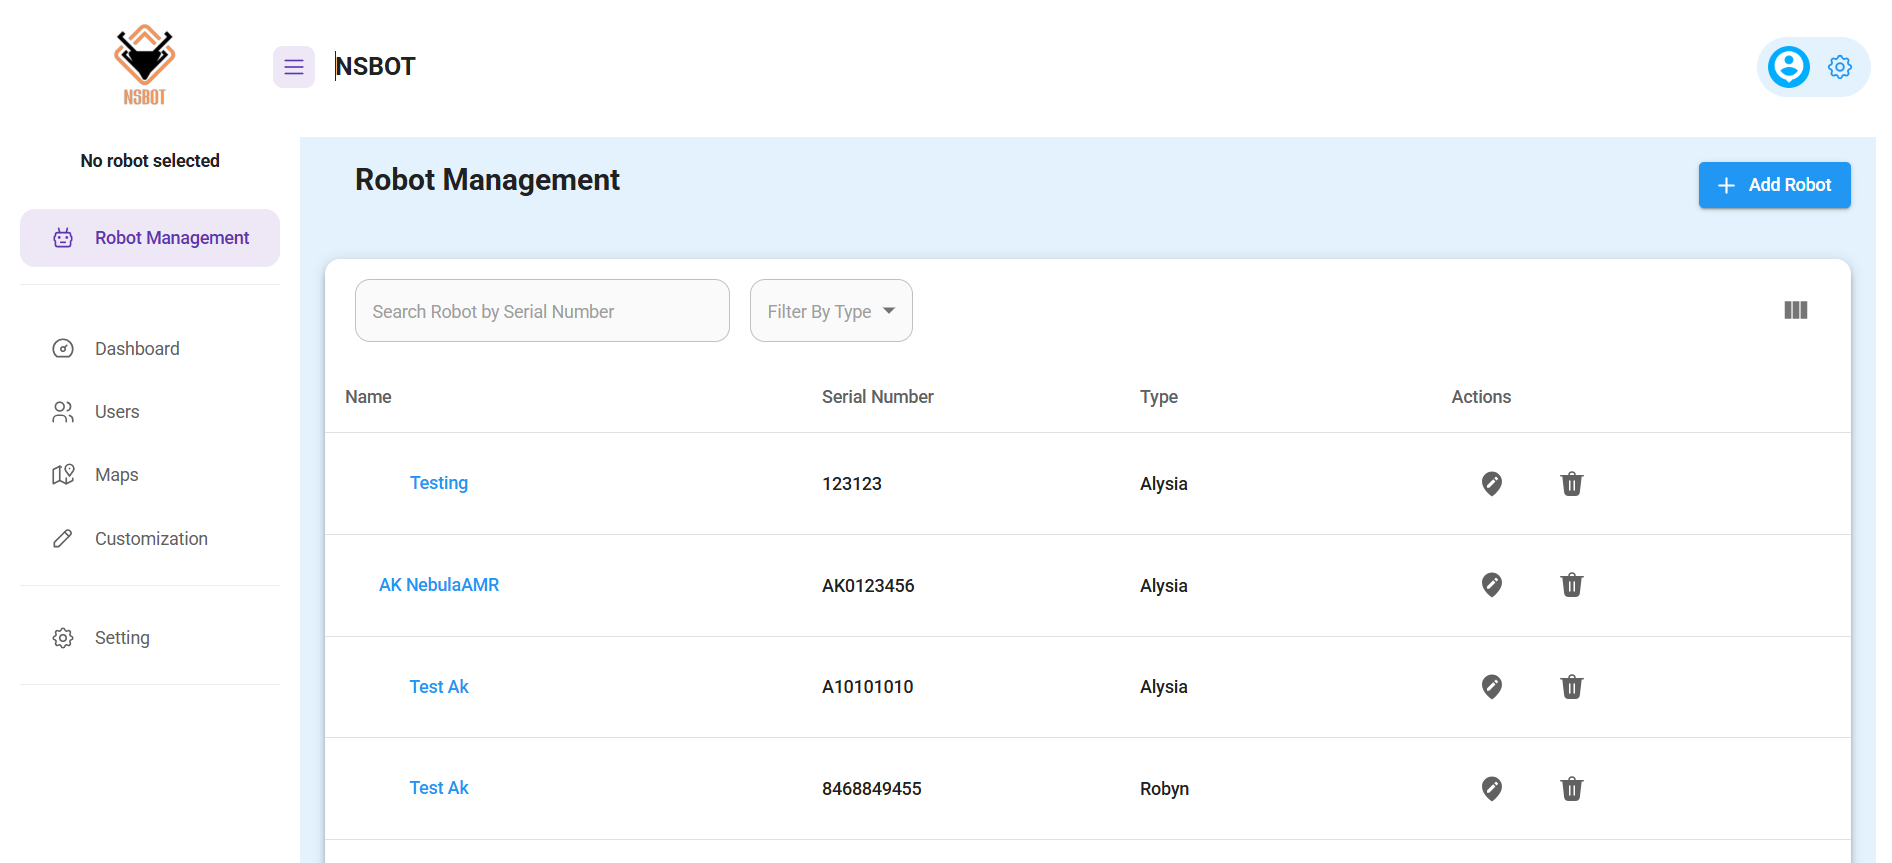 NSBOT
NSBOT
No robot selected
Robot Management
Dashboard
Users
Maps
Customization
Setting
Robot Management
Add Robot
Search Robot by Serial Number
Filter By Type
Name Serial Number Type Actions
Testing 123123 Alysia
AK NebulaAMR AK0123456 Alysia
Test Ak A10101010 Alysia
Test Ak 8468849455 Robyn